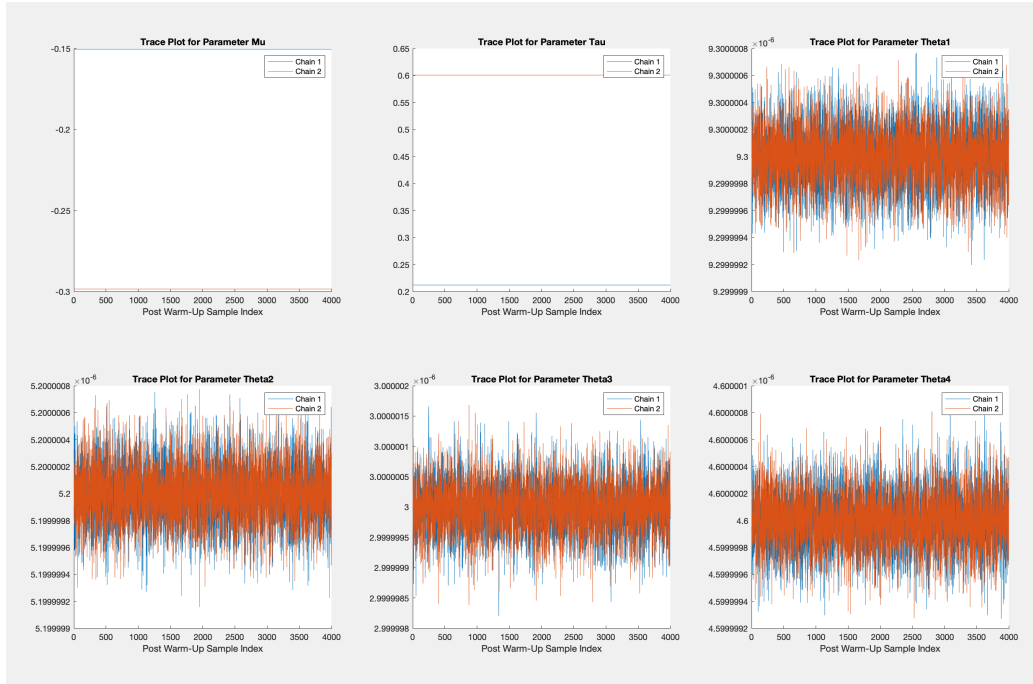 Trace Plot for Parameter Mu
-0.15
-0.2
-0.25
-0.3
0 500 1000 1500 2000 2500 3000 3500 4000
Post Warm-Up Sample Index
Chain 1
Chain 2
Trace Plot for Parameter Tau
0.65
0.6
0.55
0.5
0.45
0.4
0.35
0.3
0.25
0.2
0 500 1000 1500 2000 2500 3000 3500 4000
Post Warm-Up Sample Index
Chain 1
Chain 2
×10⁻⁶
Trace Plot for Parameter Theta1
9.3000008
9.3000006
9.3000004
9.3000002
9.3
9.2999998
9.2999996
9.2999994
9.2999992
9.299999
0 500 1000 1500 2000 2500 3000 3500 4000
Post Warm-Up Sample Index
Chain 1
Chain 2
×10⁻⁶
Trace Plot for Parameter Theta2
5.2000008
5.2000006
5.2000004
5.2000002
5.2
5.1999998
5.1999996
5.1999994
5.1999992
5.199999
0 500 1000 1500 2000 2500 3000 3500 4000
Post Warm-Up Sample Index
Chain 1
Chain 2
×10⁻⁶
Trace Plot for Parameter Theta3
3.000002
3.0000015
3.000001
3.0000005
3
2.9999995
2.999999
2.9999985
2.999998
0 500 1000 1500 2000 2500 3000 3500 4000
Post Warm-Up Sample Index
Chain 1
Chain 2
×10⁻⁶
Trace Plot for Parameter Theta4
4.600001
4.6000008
4.6000006
4.6000004
4.6000002
4.6
4.5999998
4.5999996
4.5999994
4.5999992
0 500 1000 1500 2000 2500 3000 3500 4000
Post Warm-Up Sample Index
Chain 1
Chain 2